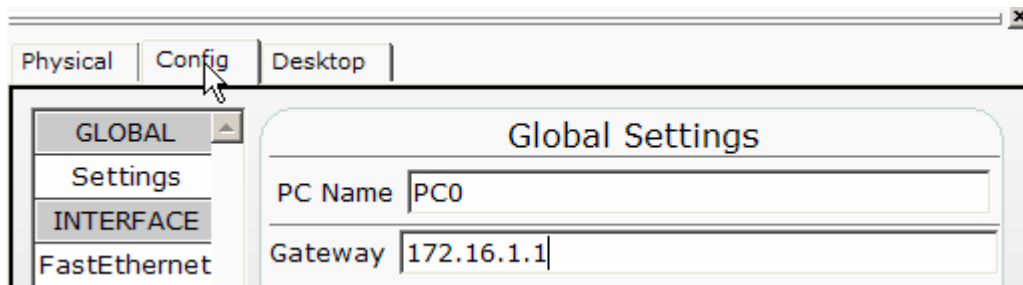 Physical Config Desktop
GLOBAL
Settings
INTERFACE
FastEthernet
Global Settings
PC Name PC0
Gateway 172.16.1.1